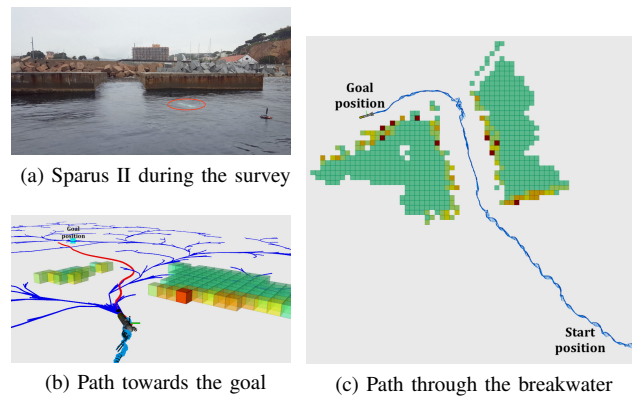 (a) Sparus II during the survey
Goal
position
(b) Path towards the goal
Goal
position
Start
position
(c) Path through the breakwater